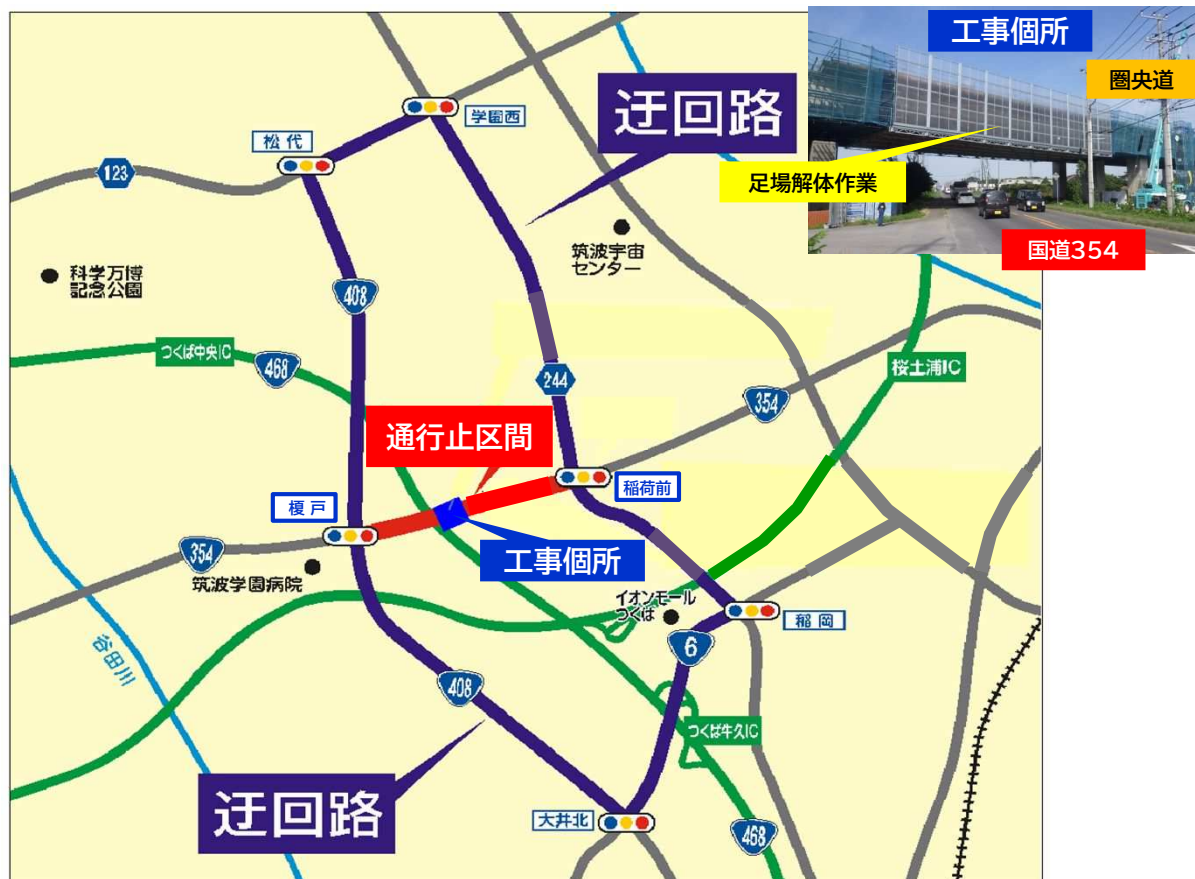 工事個所
圏央道
足場解体作業
国道354
迂回路
学園西
松代
123
筑波宇宙
センター
科学万博
記念公園
408
つくば中央IC
468
244
桜土浦IC
354
通行止区間
稲荷前
榎戸
工事個所
354
筑波学園病院
イオンモール
つくば
稲岡
6
谷田川
408
つくば牛久IC
迂回路
大井北
468